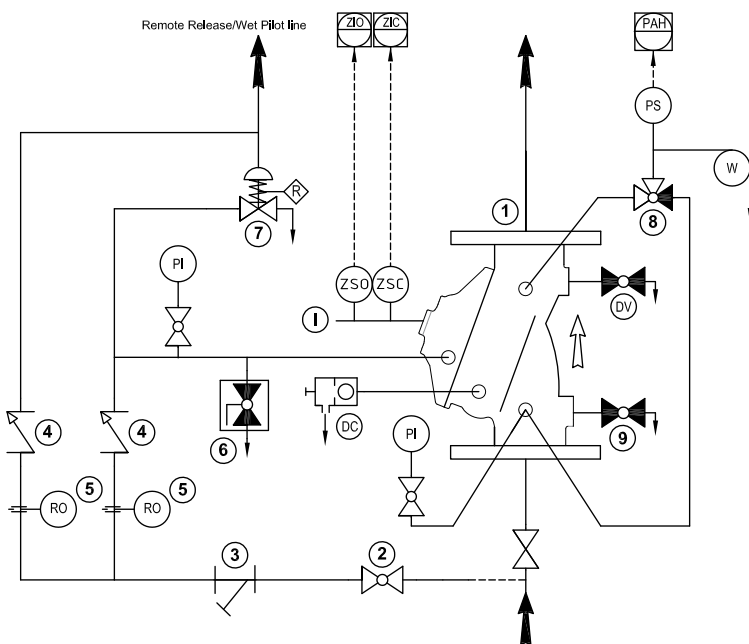 ZIO ZIC PAH
Remote Release/Wet Pilot line
PS
W
R
1
8
7
PI
ZSO ZSC
I
DV
4 4
6
DC
PI
9
5 5
RO RO
3
2